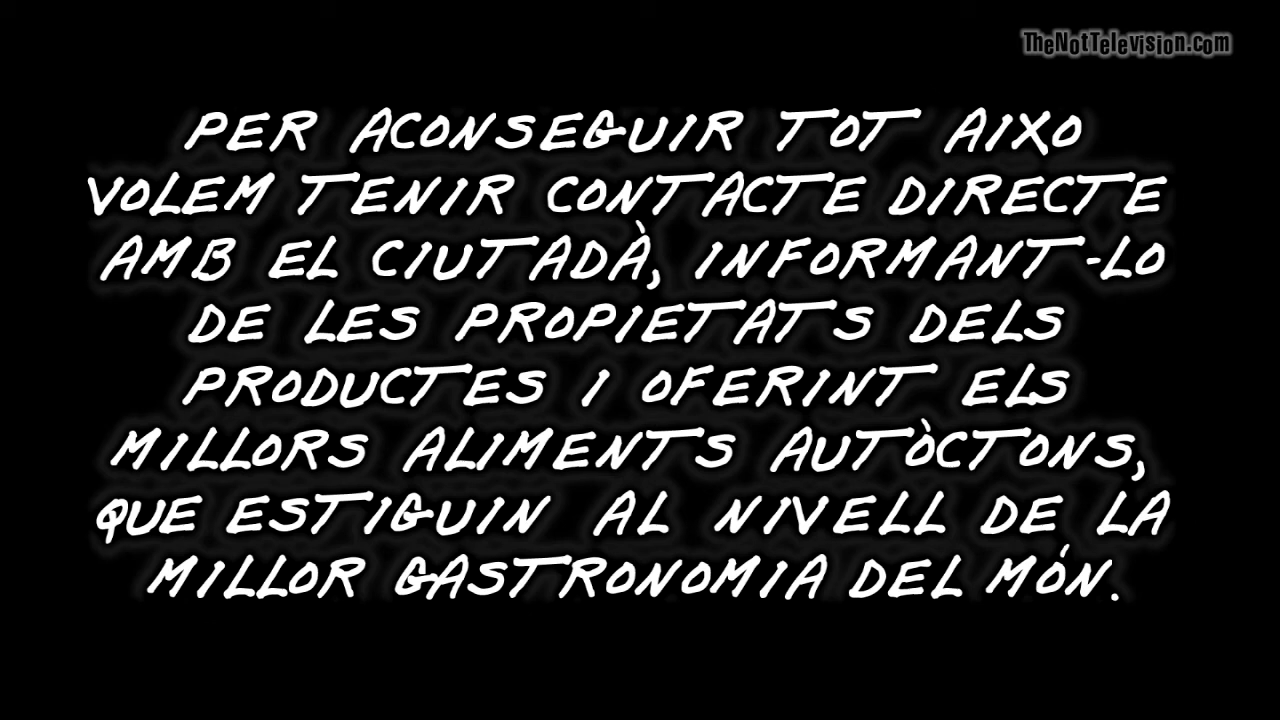 TheNotTelevision.com
PER ACONSEGUIR TOT AIXO
VOLEM TENIR CONTACTE DIRECTE
AMB EL CIUTADÀ, INFORMANT-LO
DE LES PROPIETATS DELS
PRODUCTES I OFERINT ELS
MILLORS ALIMENTS AUTÒCTONS,
QUE ESTIGUIN AL NIVELL DE LA
MILLOR GASTRONOMIA DEL MÓN.